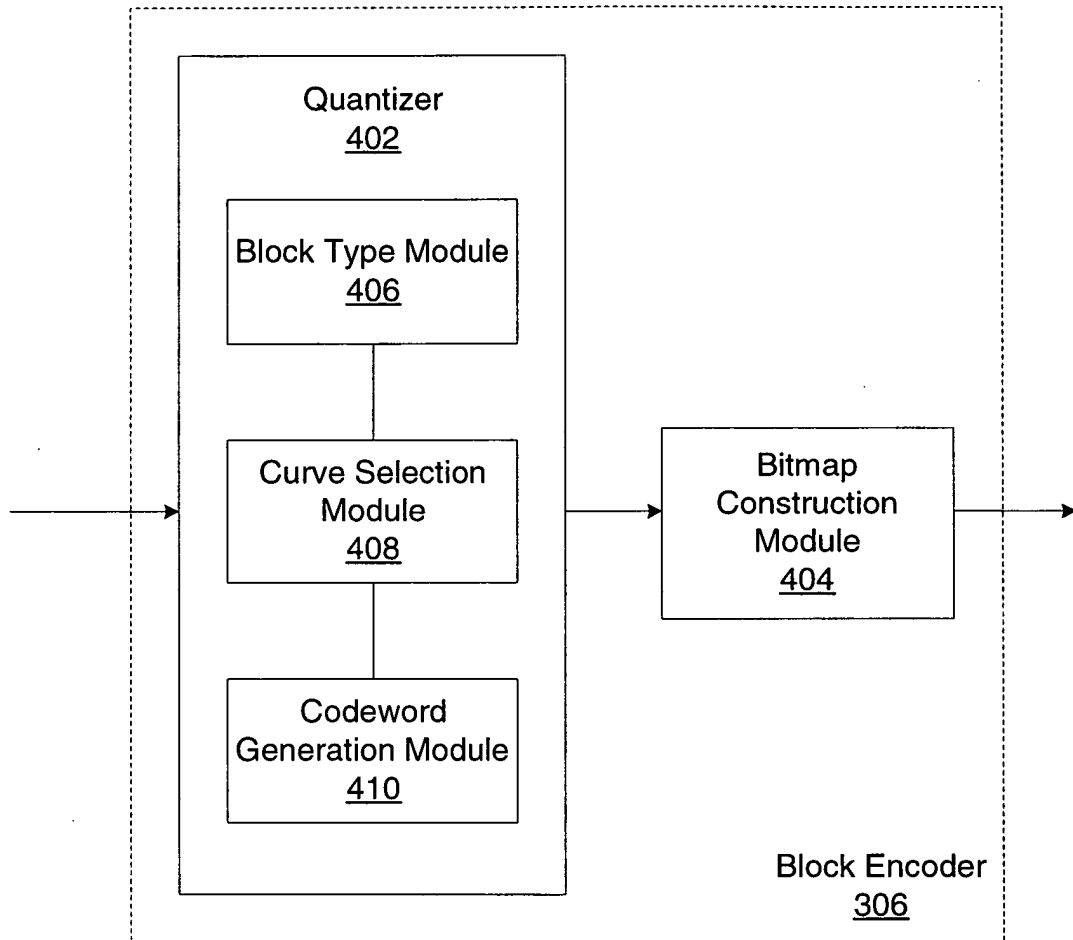 Quantizer
402
Block Type Module
406
Curve Selection
Module
408
Codeword
Generation Module
410
Bitmap
Construction
Module
404
Block Encoder
306